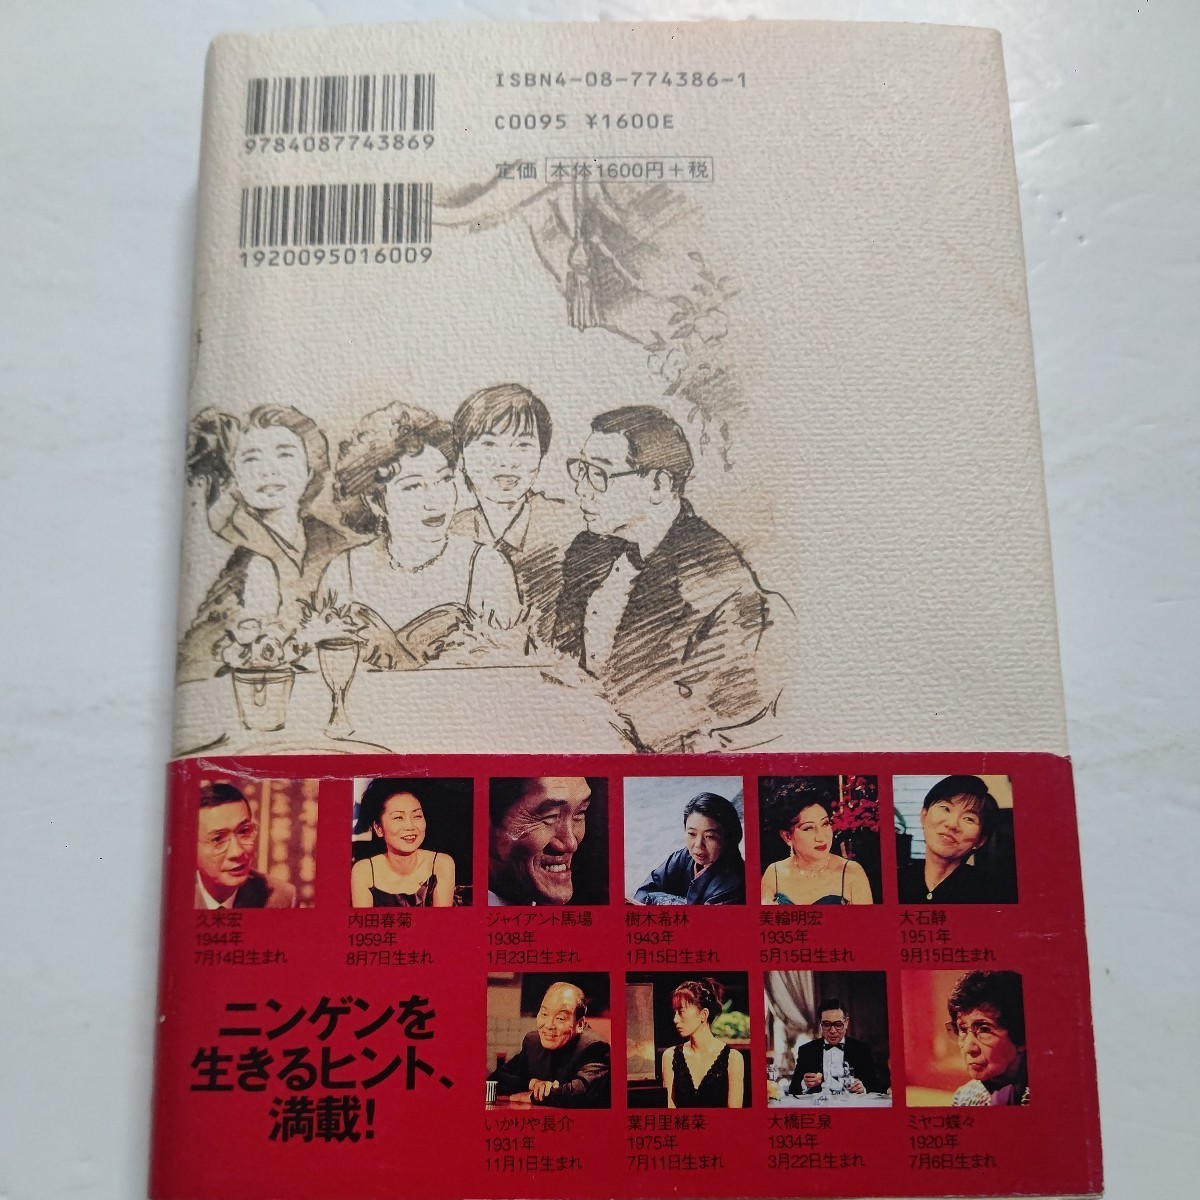 ISBN4-08-774386-1
9784087743869
C0095 ¥1600E
定価 本体1600円+税
1920095016009
久米宏
1944年
7月14日生まれ
内田春菊
1959年
8月7日生まれ
ジャイアント馬場
1938年
1月23日生まれ
樹木希林
1943年
1月15日生まれ
美輪明宏
1935年
5月15日生まれ
大石静
1951年
9月15日生まれ
ニンゲンを
生きるヒント、
満載!
いかりや長介
1931年
11月1日生まれ
葉月里緒菜
1975年
7月11日生まれ
大橋巨泉
1934年
3月22日生まれ
ミヤコ蝶々
1920年
7月6日生まれ